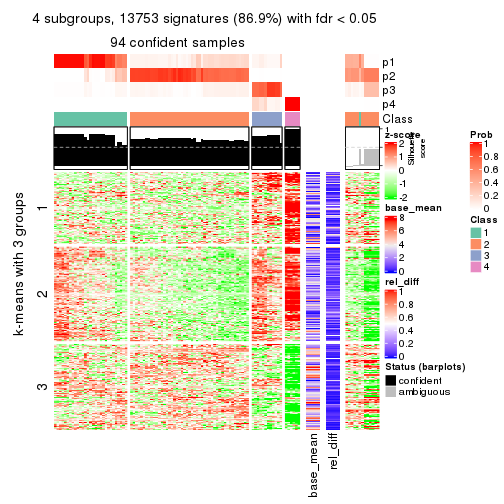 4 subgroups, 13753 signatures (86.9%) with fdr < 0.05
94 confident samples
p1
p2
p3
p4
Class
1
Silhouette
score
z-score
2
1
0
-1
-2
Prob
1
0.8
0.6
0.4
0.2
0
base_mean
8
6
4
2
0
Class
1
2
3
4
rel_diff
1
0.8
0.6
0.4
0.2
0
Status (barplots)
confident
ambiguous
k-means with 3 groups
1
2
3
base_mean
rel_diff